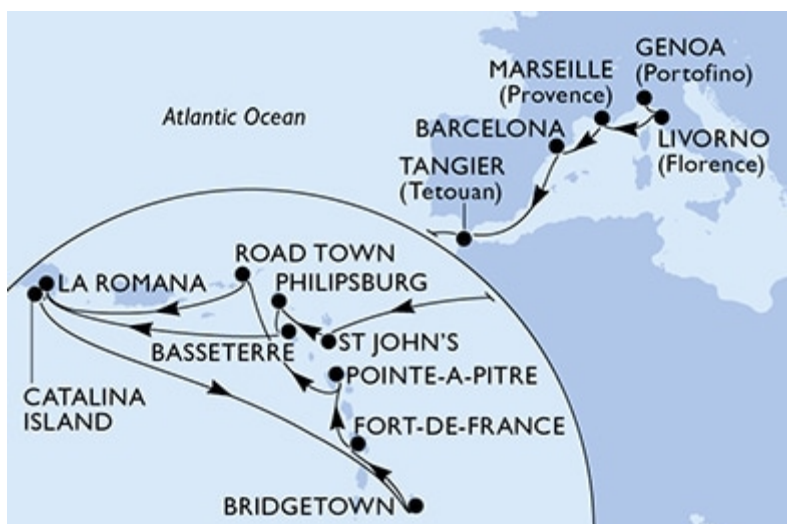 GENOA
(Portofino)
MARSEILLE
(Provence)
Atlantic Ocean
BARCELONA
LIVORNO
(Florence)
TANGIER
(Tetouan)
ROAD TOWN
LA ROMANA
PHILIPSBURG
BASSETERRE
ST JOHN'S
POINTE-A-PITRE
CATALINA
ISLAND
FORT-DE-FRANCE
BRIDGETOWN